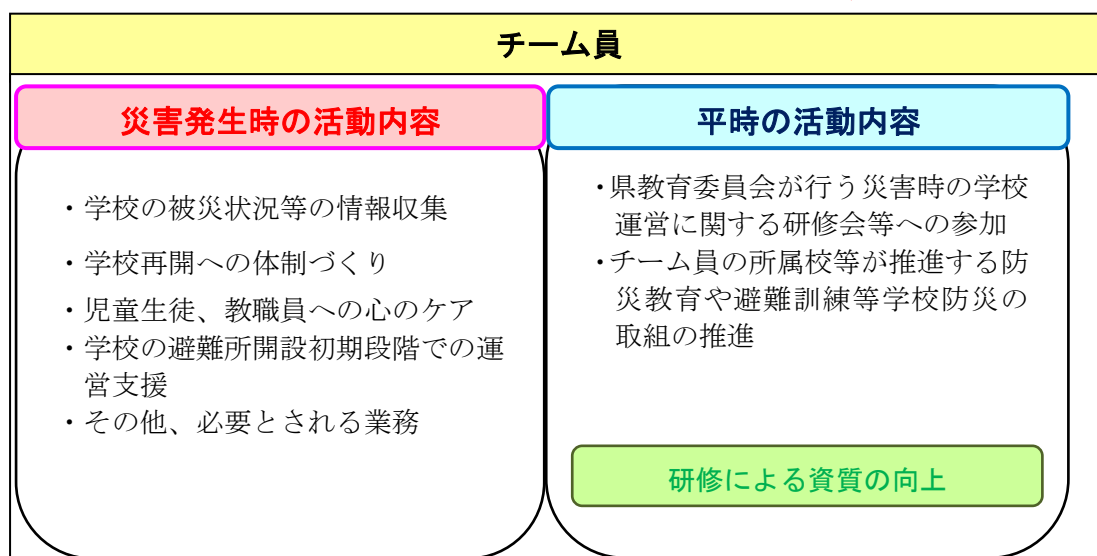 チーム員
災害発生時の活動内容
・学校の被災状況等の情報収集
・学校再開への体制づくり
・児童生徒、教職員への心のケア
・学校の避難所開設初期段階での運
営支援
・その他、必要とされる業務
平時の活動内容
・県教育委員会が行う災害時の学校
運営に関する研修会等への参加
・チーム員の所属校等が推進する防
災教育や避難訓練等学校防災の
取組の推進
研修による資質の向上